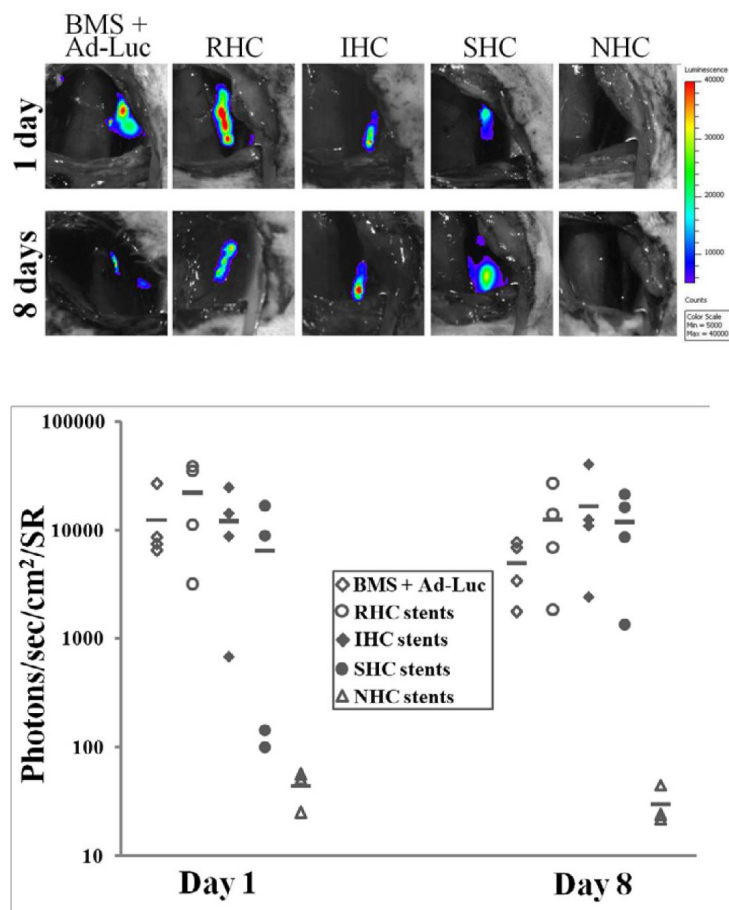 BMS +
Ad-Luc RHC IHC SHC NHC
1 day
8 days
Luminescence
40000
30000
20000
10000
Counts
Color Scale
Min = 5000
Max = 40000
Photons/sec/cm²/SR
100000
10000
1000
100
10
BMS + Ad-Luc
RHC stents
IHC stents
SHC stents
NHC stents
Day 1 Day 8